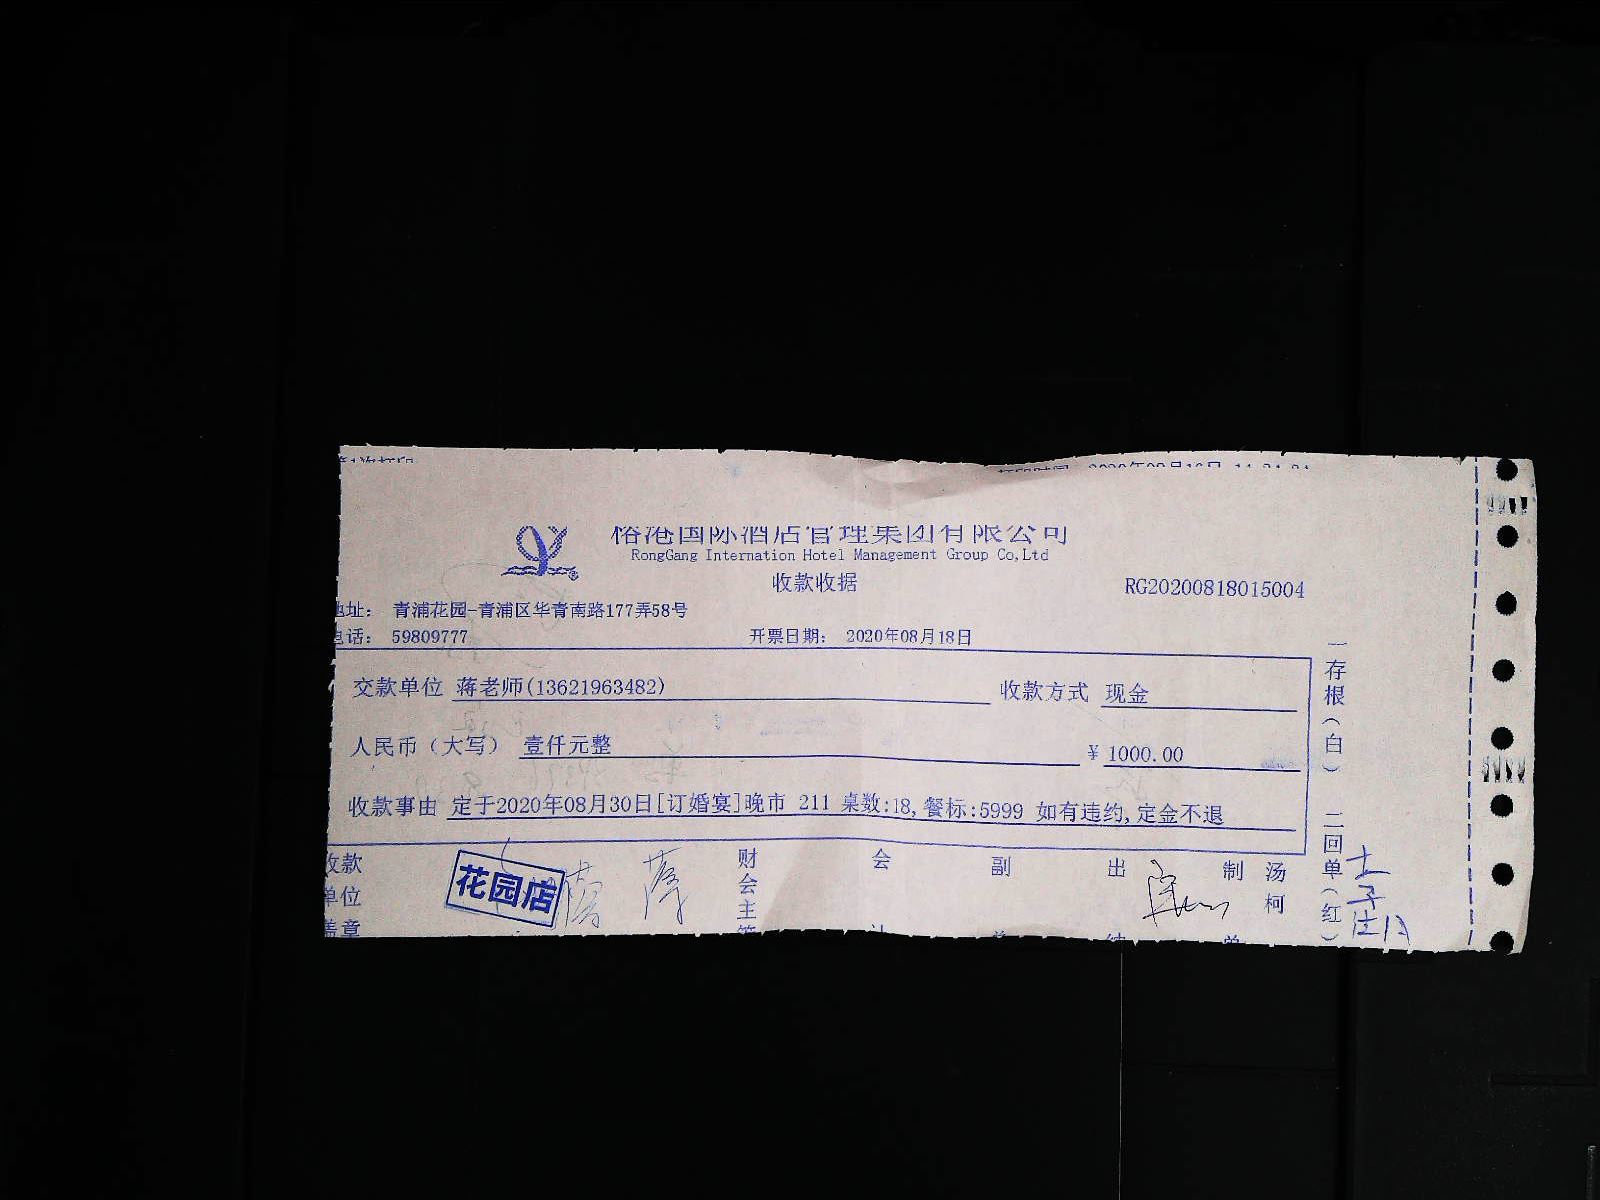 榕港国际酒店管理集团有限公司
RongGang Internation Hotel Management Group Co,Ltd
收款收据
RG20200818015004
地址： 青浦花园-青浦区华青南路177弄58号
电话： 59809777
开票日期： 2020年08月18日
交款单位 蒋老师(13621963482)
收款方式 现金
人民币（大写） 壹仟元整
¥ 1000.00
收款事由 定于2020年08月30日[订婚宴]晚市 211 桌数:18,餐标:5999 如有违约,定金不退
收款单位盖章
花园店
财会主管
会计
副单
出纳
制单
汤柯
一存根（白） 二回单（红）